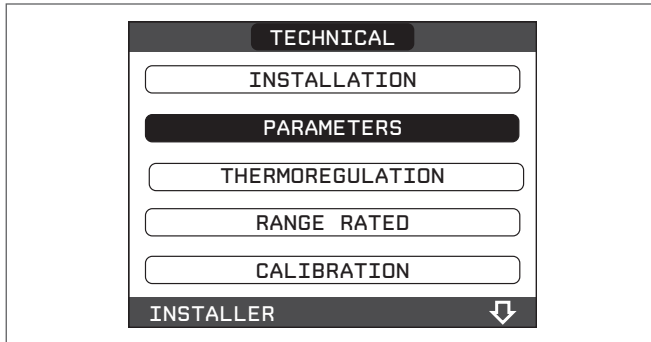 TECHNICAL
INSTALLATION
PARAMETERS
THERMOREGULATION
RANGE RATED
CALIBRATION
INSTALLER